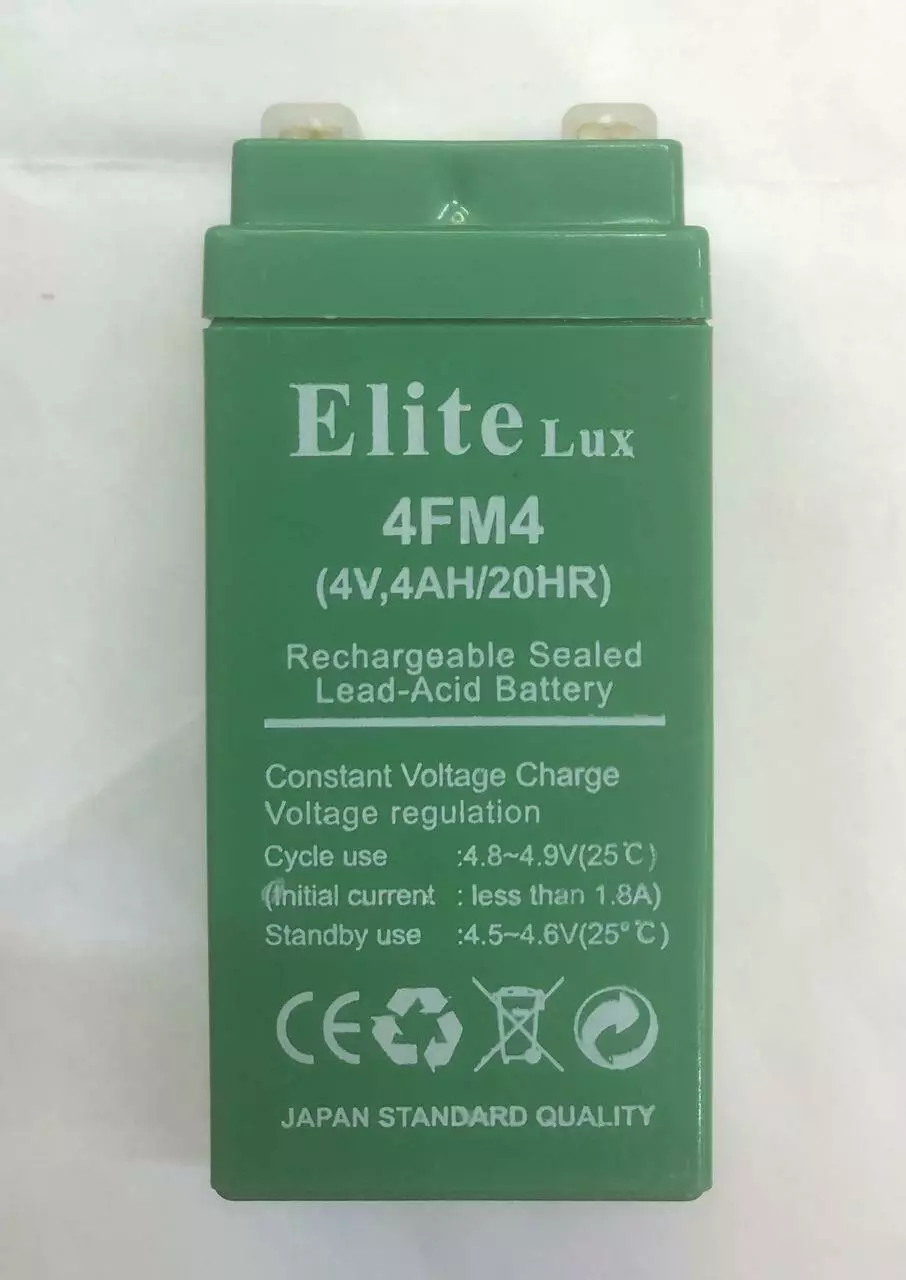 Elite Lux
4FM4
(4V,4AH/20HR)
Rechargeable Sealed
Lead-Acid Battery
Constant Voltage Charge
Voltage regulation
Cycle use :4.8~4.9V(25℃)
(Initial current : less than 1.8A)
Standby use :4.5~4.6V(25°℃)
CE
JAPAN STANDARD QUALITY